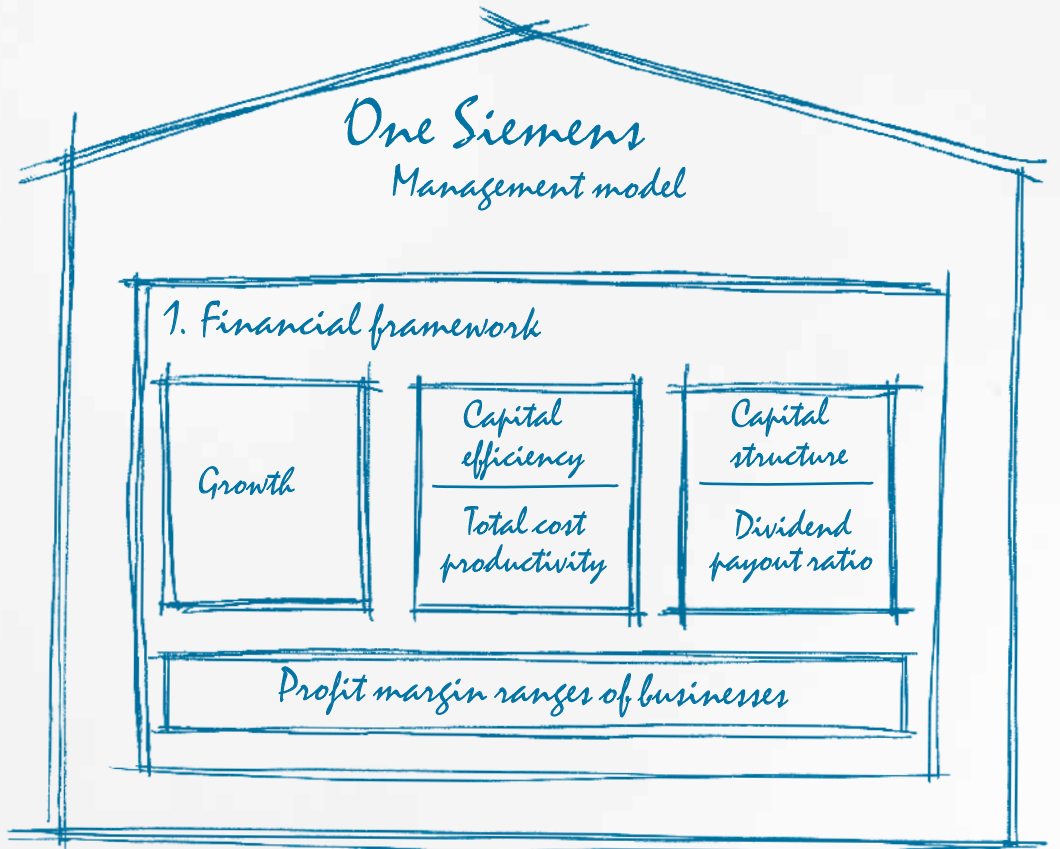 One Siemens
Management model
1. Financial framework
Growth
Capital
efficiency
Total cost
productivity
Capital
structure
Dividend
payout ratio
Profit margin ranges of businesses